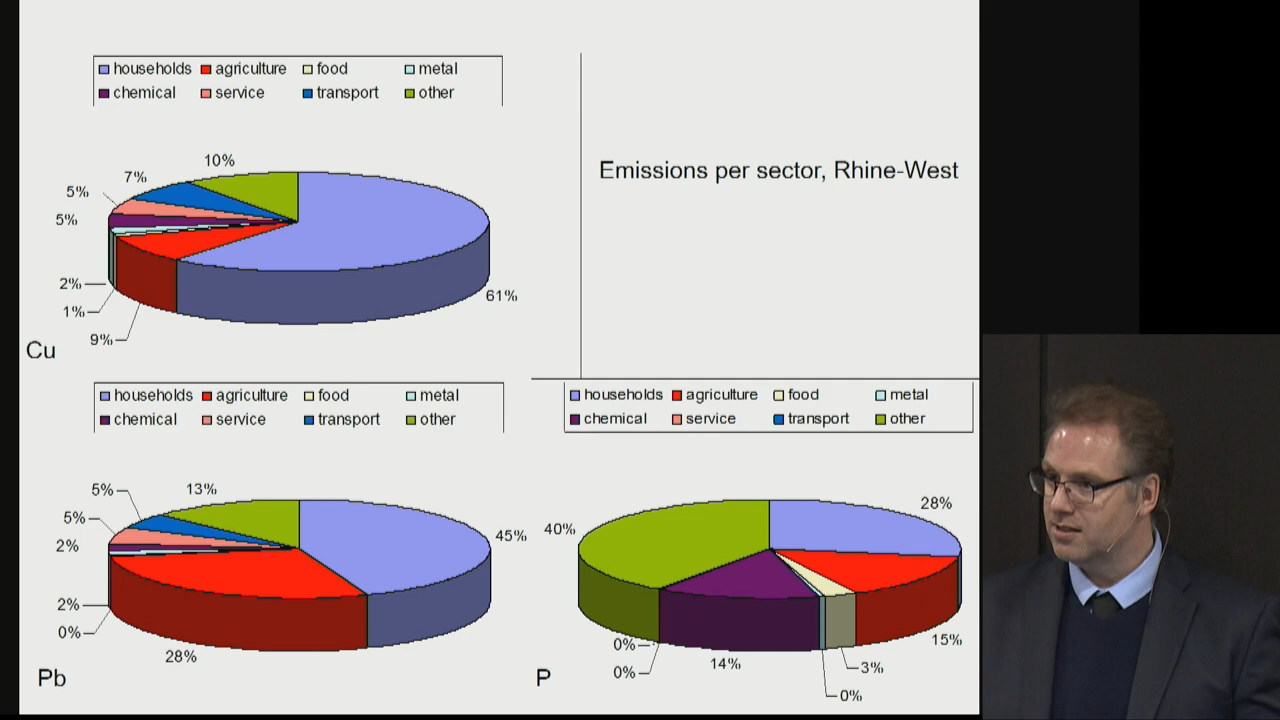 households agriculture food metal
chemical service transport other
10%
7%
5%
5%
2%
1%
9%
61%
Cu
Emissions per sector, Rhine-West
households agriculture food metal
chemical service transport other
13%
5%
5%
2%
2%
0%
28%
45%
Pb
households agriculture food metal
chemical service transport other
28%
40%
15%
3%
0%
14%
0%
0%
P